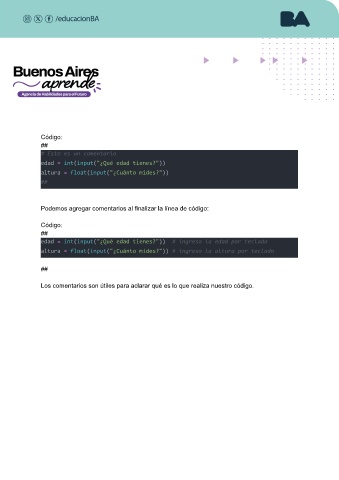 /educacionBA
BA
Buenos Aires
aprende
Agencia de Habilidades para el Futuro
Código:
##
# Esto es un comentario
edad = int(input("¿Qué edad tienes?"))
altura = float(input("¿Cuánto mides?"))
##
Podemos agregar comentarios al finalizar la línea de código:
Código:
##
edad = int(input("¿Qué edad tienes?")) # ingreso la edad por teclado
altura = float(input("¿Cuánto mides?")) # ingreso la altura por teclado
##
Los comentarios son útiles para aclarar qué es lo que realiza nuestro código.